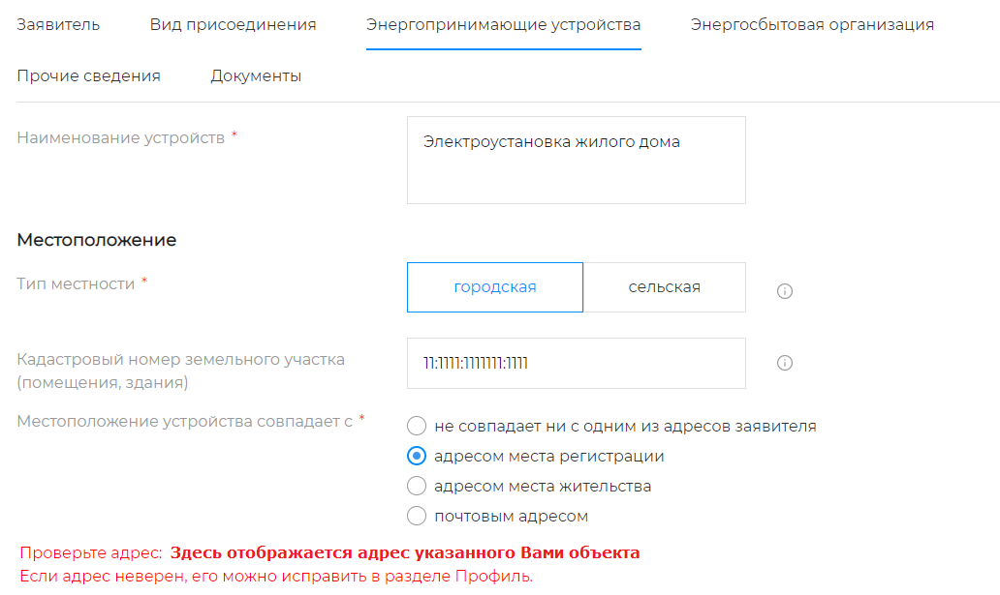 Заявитель Вид присоединения Энергопринимающие устройства Энергосбытовая организация
Прочие сведения Документы
Наименование устройств *
Электроустановка жилого дома
Местоположение
Тип местности *
городская сельская
Кадастровый номер земельного участка
(помещения, здания)
11:1111:1111111:1111
Местоположение устройства совпадает с *
не совпадает ни с одним из адресов заявителя
адресом места регистрации
адресом места жительства
почтовым адресом
Проверьте адрес: Здесь отображается адрес указанного Вами объекта
Если адрес неверен, его можно исправить в разделе Профиль.